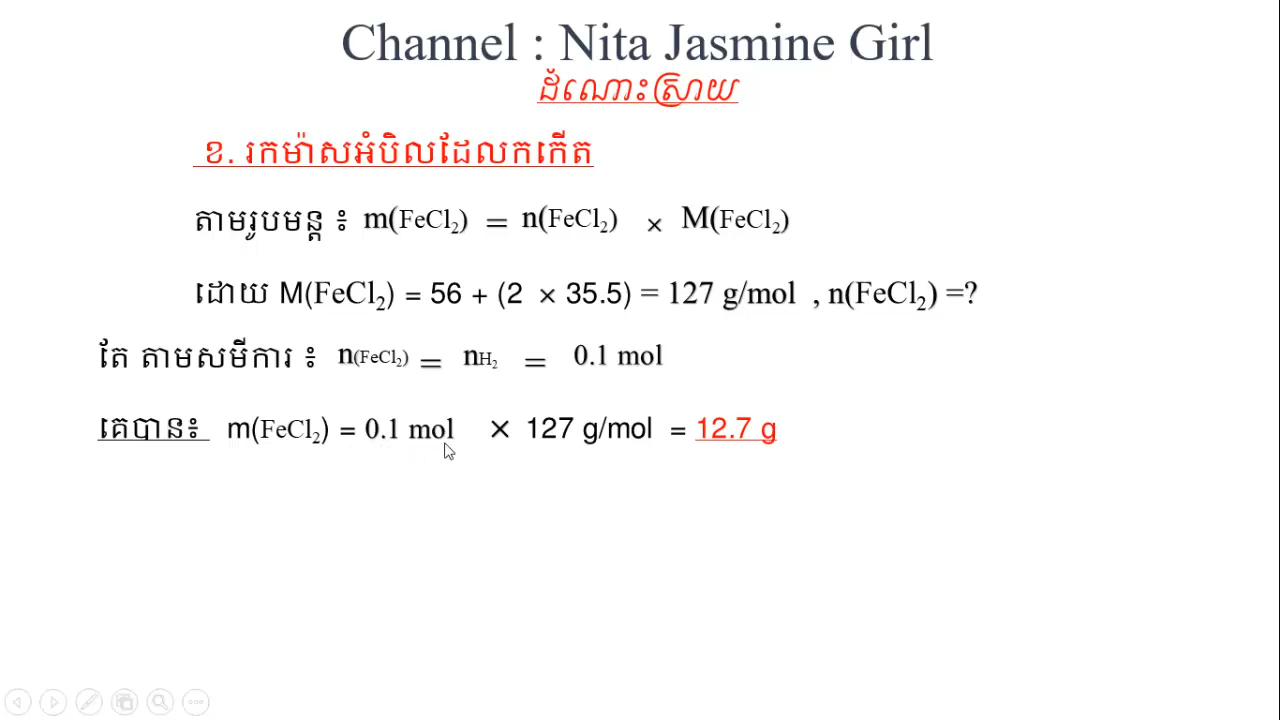 Channel : Nita Jasmine Girl
ដំណោះស្រាយ
ខ. រកម៉ាសអំបិលដែលកកើត
តាមរូបមន្ត ៖ m(FeCl₂) = n(FeCl₂) × M(FeCl₂)
ដោយ M(FeCl₂) = 56 + (2 × 35.5) = 127 g/mol , n(FeCl₂) =?
តែ តាមសមីការ ៖ n(FeCl₂) = nH₂ = 0.1 mol
គេបាន៖ m(FeCl₂) = 0.1 mol × 127 g/mol = 12.7 g